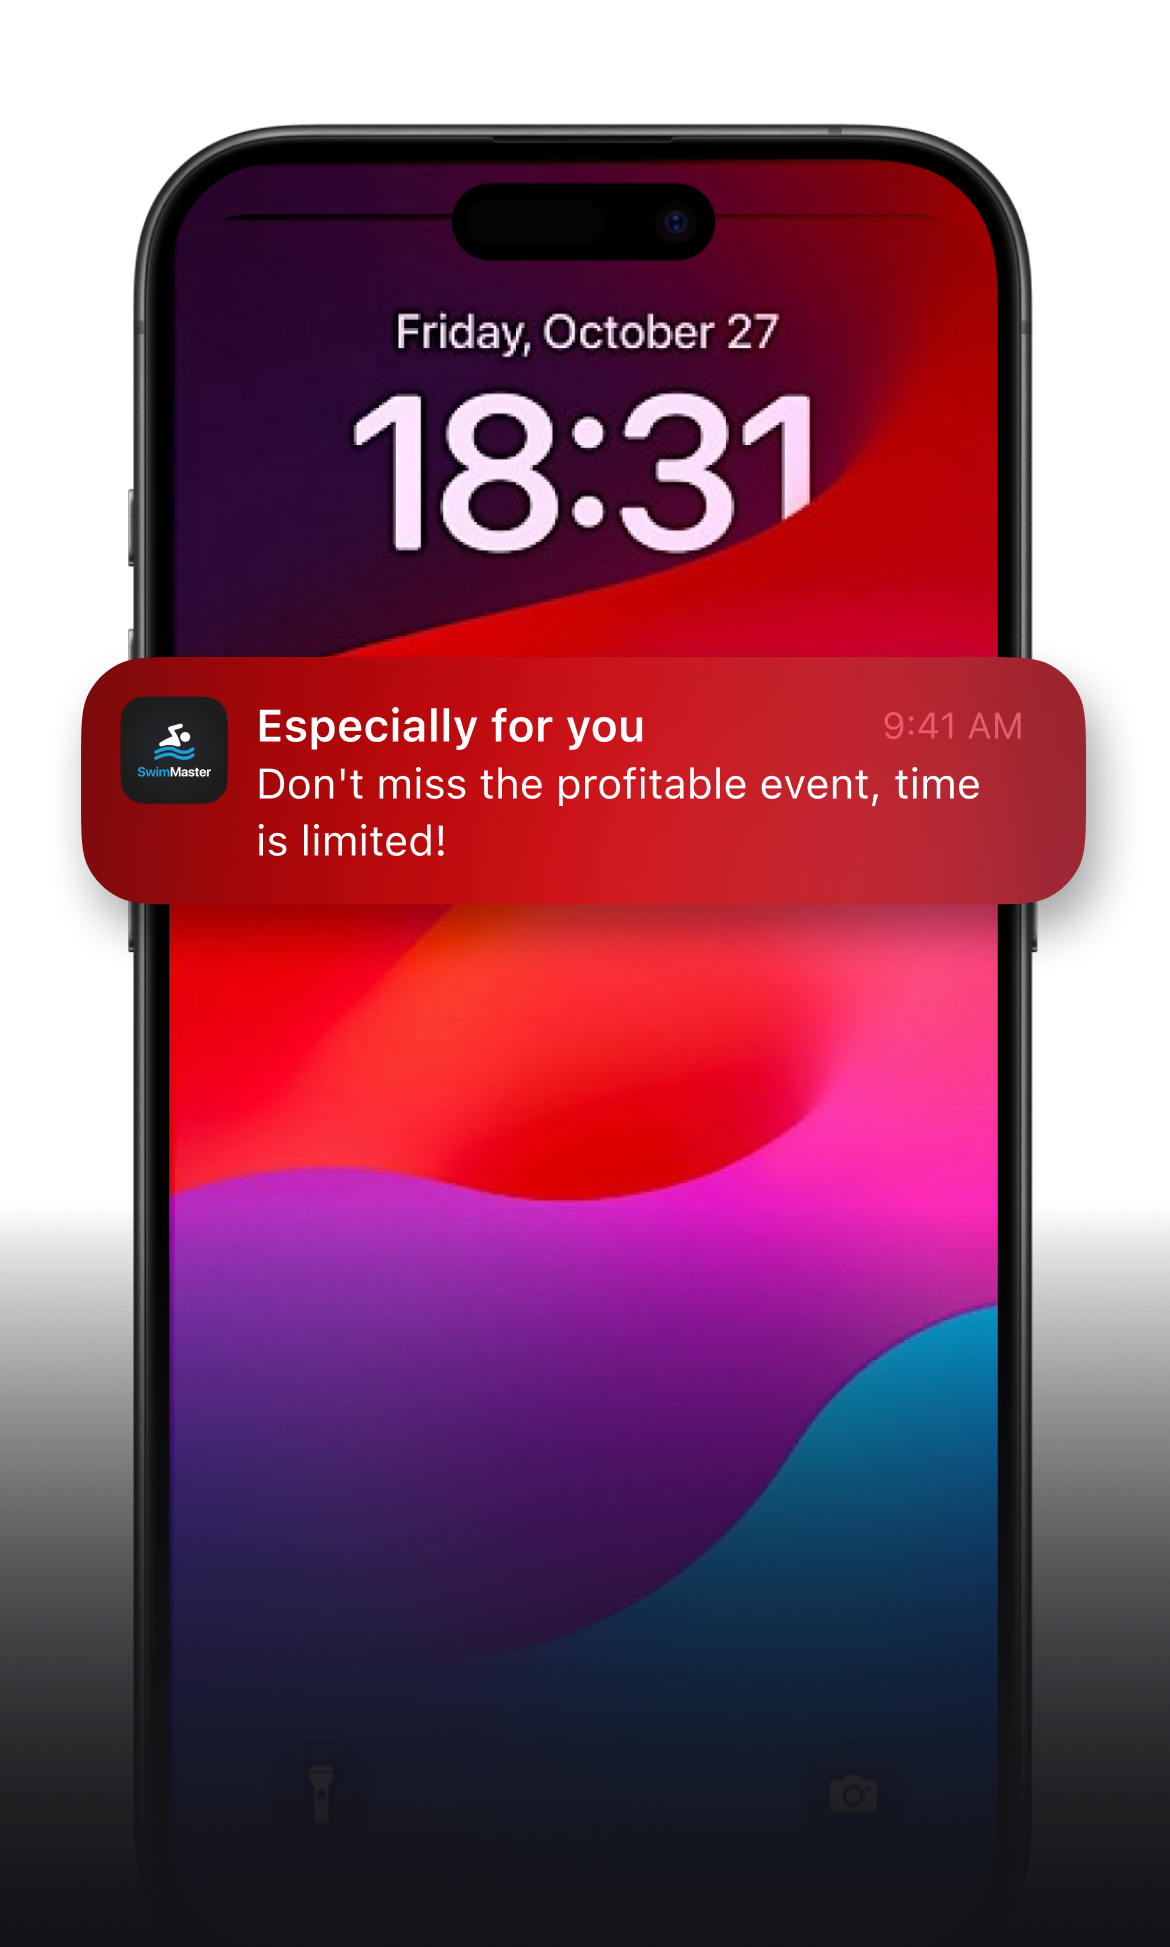 Friday, October 27
18:31
Especially for you
9:41 AM
Don't miss the profitable event, time
is limited!
SwimMaster